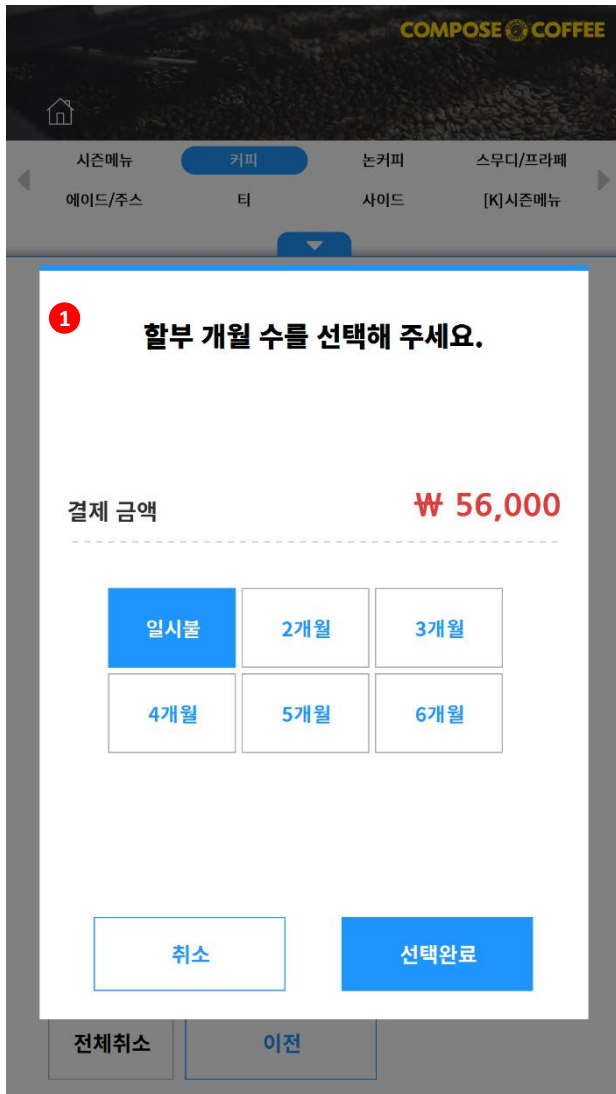 COMPOSE COFFEE
시즌메뉴 커피 논커피 스무디/프라페
에이드/주스 티 사이드 [K]시즌메뉴
1
할부 개월 수를 선택해 주세요.
결제 금액 ₩ 56,000
일시불 2개월 3개월
4개월 5개월 6개월
취소 선택완료
전체취소 이전